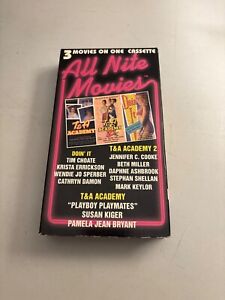 3 MOVIES ON ONE CASSETTE
All Nite
Movies
T&A
ACADEMY
DOIN' IT
TIM CHOATE
KRISTA ERRICKSON
WENDIE JO SPERBER
CATHRYN DAMON
T&A ACADEMY 2
JENNIFER C. COOKE
BETH MILLER
DAPHNE ASHBROOK
STEPHAN SHELLAN
MARK KEYLOR
T&A ACADEMY
"PLAYBOY PLAYMATES"
SUSAN KIGER
PAMELA JEAN BRYANT